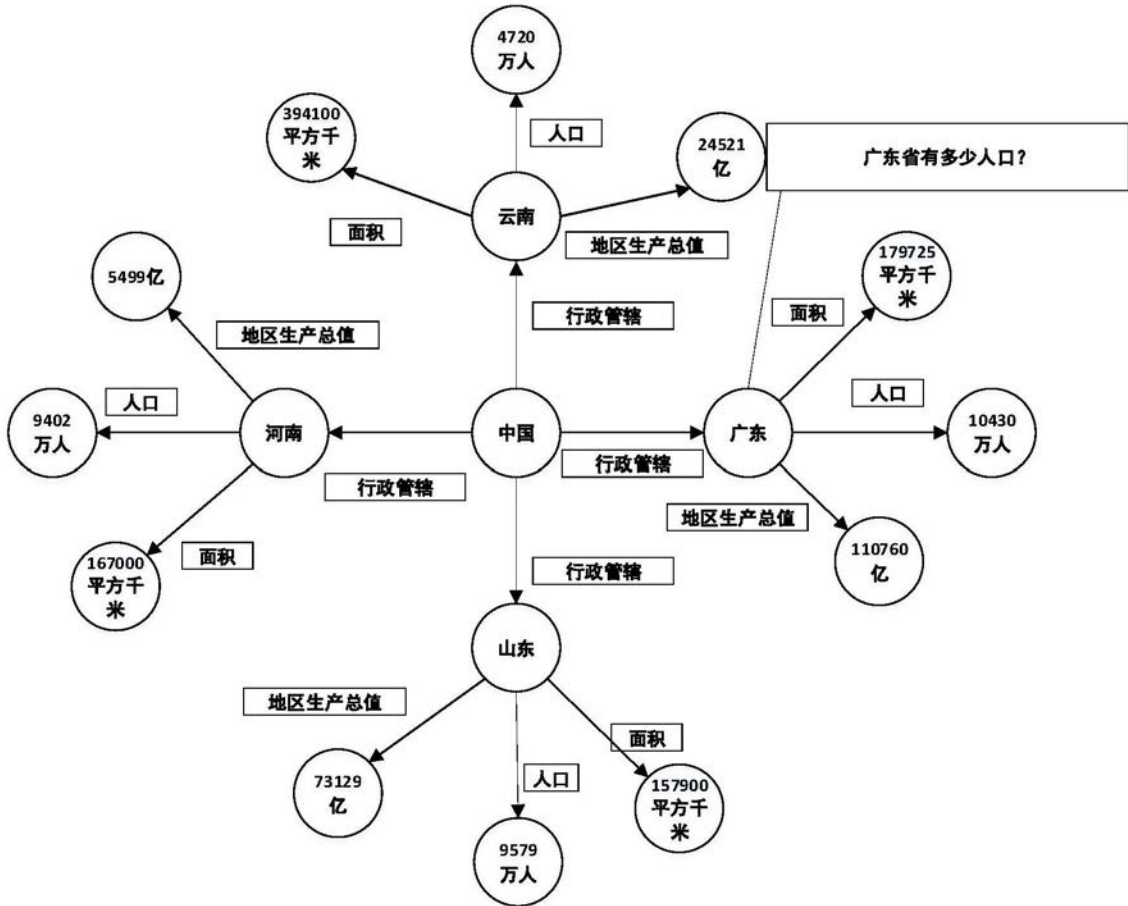 4720
万人
394100
平方千
米
人口
24521
亿
广东省有多少人口？
云南
面积
地区生产总值
5499亿
179725
平方千
米
行政管辖
面积
地区生产总值
人口
人口
9402
万人
河南
中国
广东
10430
万人
行政管辖
行政管辖
地区生产总值
面积
167000
平方千
米
110760
亿
行政管辖
山东
地区生产总值
面积
人口
73129
亿
157900
平方千
米
9579
万人